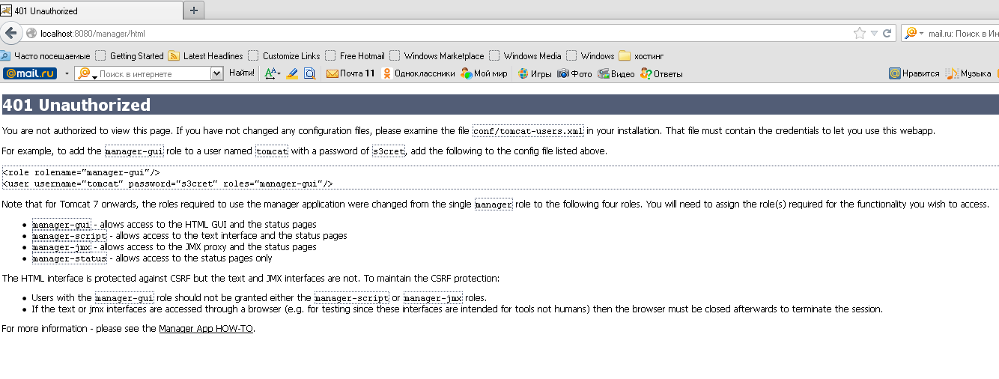 401 Unauthorized
localhost:8080/manager/html
mail.ru: Поиск в Ин
Часто посещаемые Getting Started Latest Headlines Customize Links Free Hotmail Windows Marketplace Windows Media Windows хостинг
@mail.ru Поиск в интернете Найти! Почта 11 Одноклассники Мой мир Игры Фото Видео Ответы Нравится Музыка
401 Unauthorized
You are not authorized to view this page. If you have not changed any configuration files, please examine the file conf/tomcat-users.xml in your installation. That file must contain the credentials to let you use this webapp.
For example, to add the manager-gui role to a user named tomcat with a password of s3cret, add the following to the config file listed above.
<role rolename="manager-gui"/>
<user username="tomcat" password="s3cret" roles="manager-gui"/>
Note that for Tomcat 7 onwards, the roles required to use the manager application were changed from the single manager role to the following four roles. You will need to assign the role(s) required for the functionality you wish to access.
• manager-gui - allows access to the HTML GUI and the status pages
• manager-script - allows access to the text interface and the status pages
• manager-jmx - allows access to the JMX proxy and the status pages
• manager-status - allows access to the status pages only
The HTML interface is protected against CSRF but the text and JMX interfaces are not. To maintain the CSRF protection:
• Users with the manager-gui role should not be granted either the manager-script or manager-jmx roles.
• If the text or jmx interfaces are accessed through a browser (e.g. for testing since these interfaces are intended for tools not humans) then the browser must be closed afterwards to terminate the session.
For more information - please see the Manager App HOW-TO.